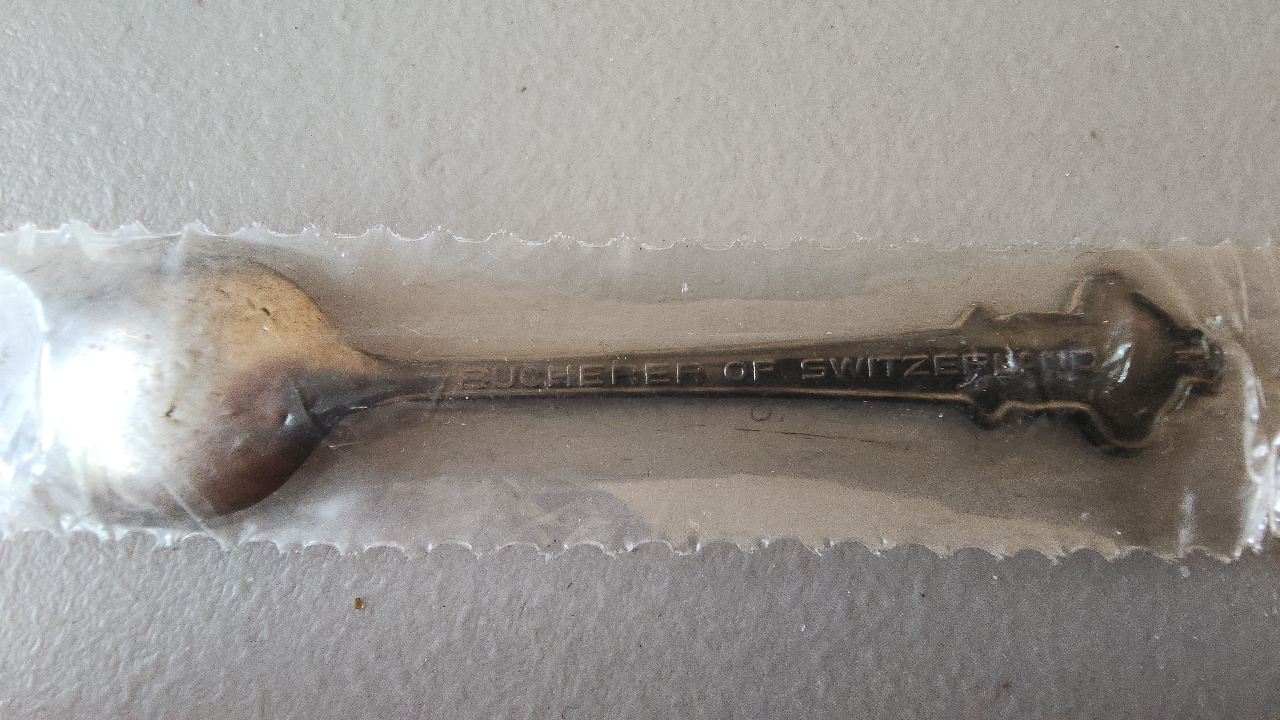 BUCHERER OF SWITZERLAND